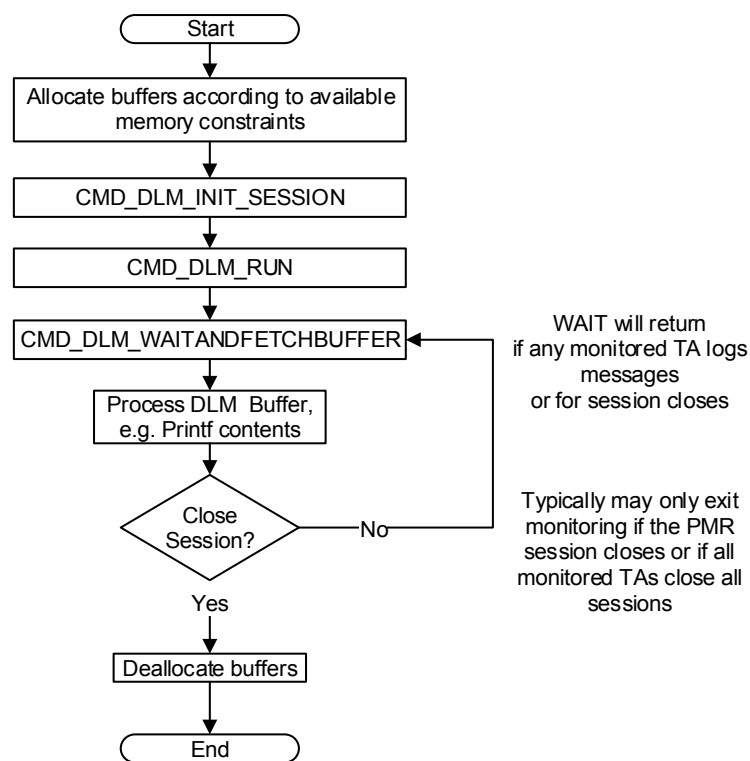 Start
Allocate buffers according to available
memory constraints
CMD_DLM_INIT_SESSION
CMD_DLM_RUN
CMD_DLM_WAITANDFETCHBUFFER
WAIT will return
if any monitored TA logs
messages
or for session closes
Process DLM Buffer,
e.g. Printf contents
Close
Session?
No
Typically may only exit
monitoring if the PMR
session closes or if all
monitored TAs close all
sessions
Yes
Deallocate buffers
End